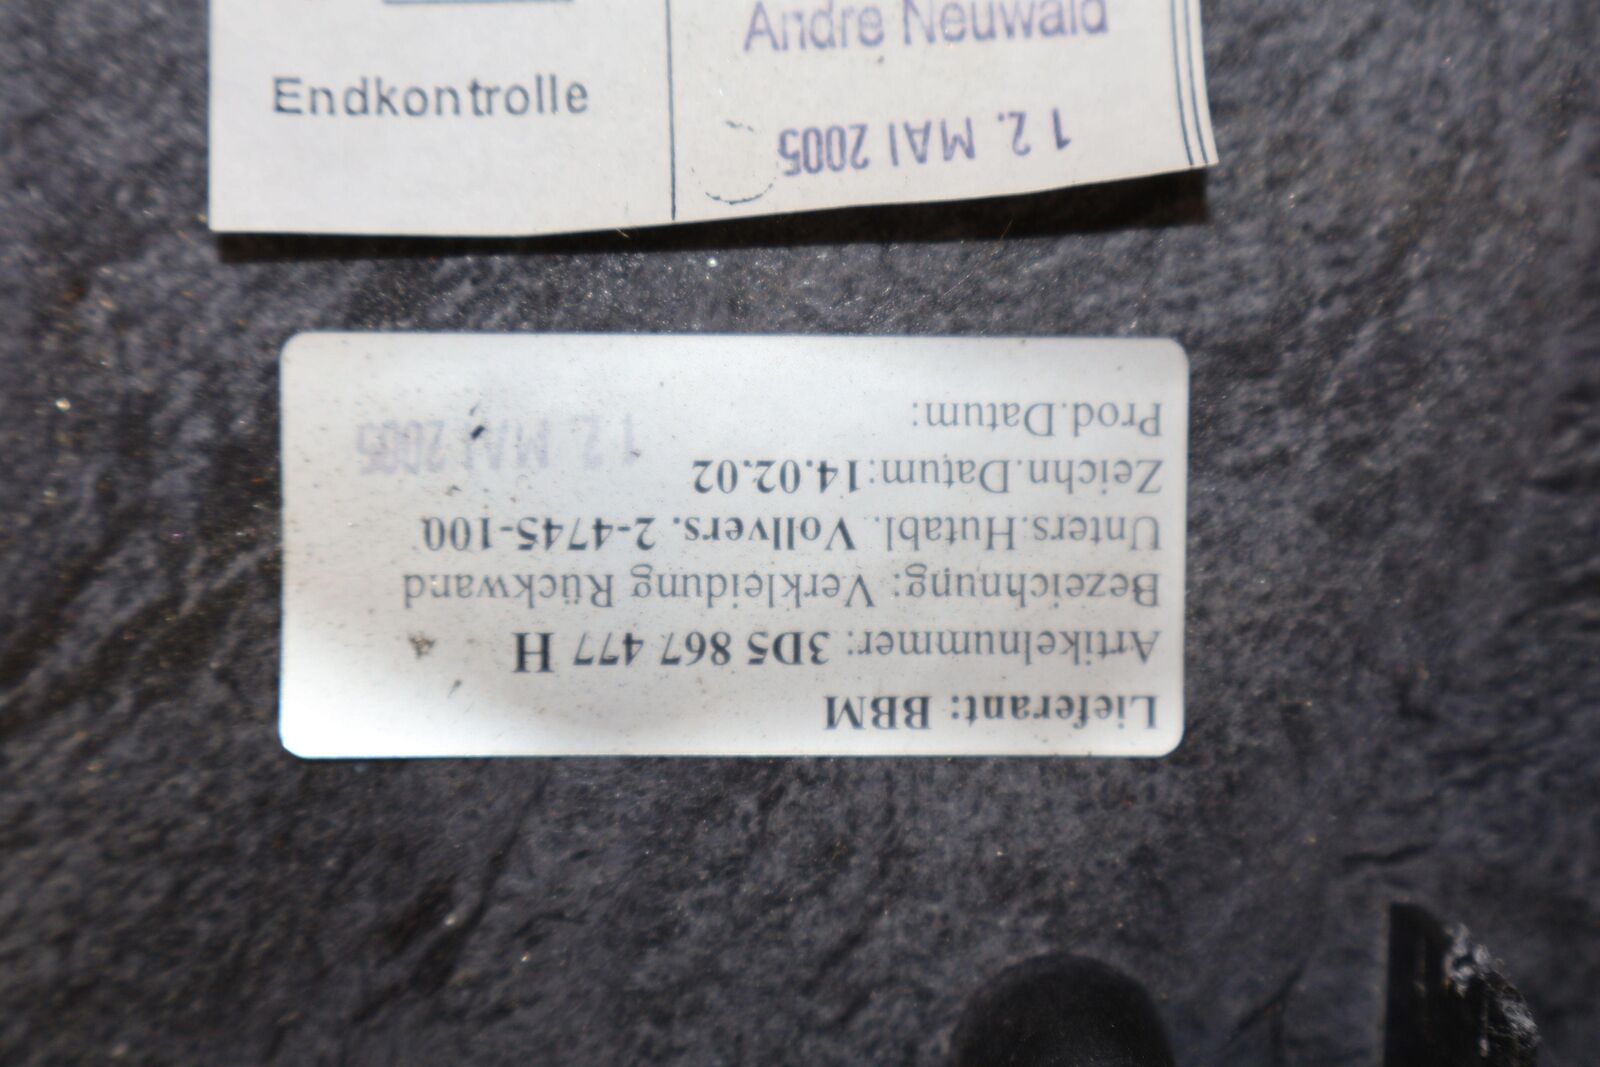 Andre Neuwald
Endkontrolle
12. MAI 2005
Lieferant: BBM
Artikelnummer: 3D5 867 477 H
Bezeichnung: Verkleidung Rückwand
Unters.Hutabl. Vollvers. 2-4745-100
Zeichn.Datum:14.02.02
Prod.Datum:
12. MAI 2005